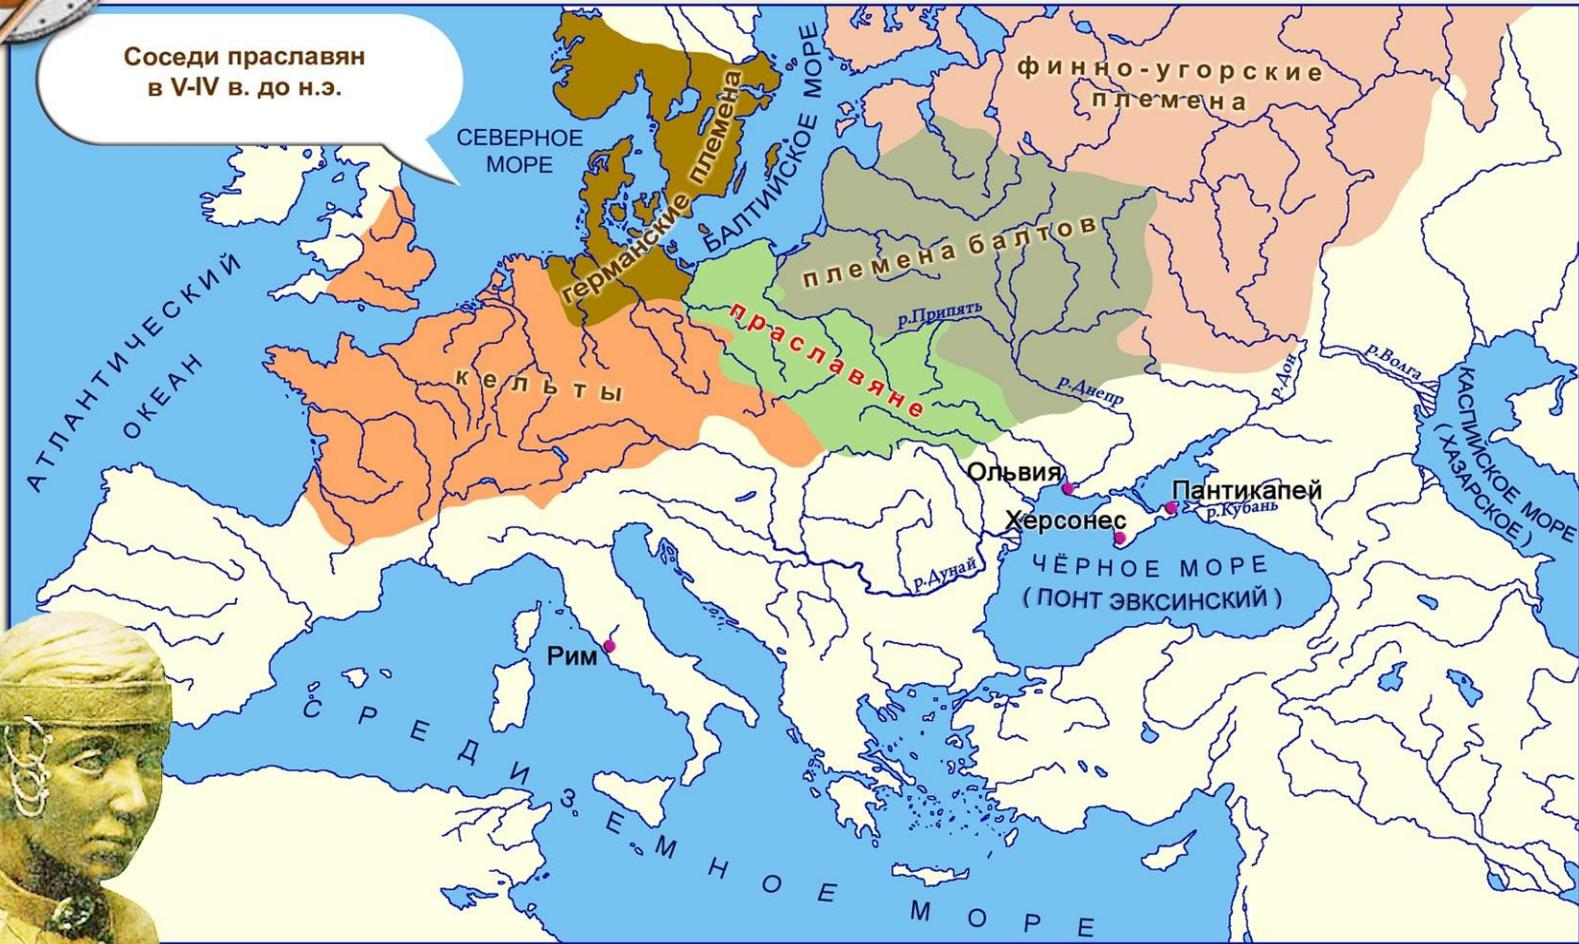 Соседи праславян
в V-IV в. до н.э.
СЕВЕРНОЕ
МОРЕ
БАЛТИЙСКОЕ МОРЕ
финно-угорские
племена
германские племена
племена балтов
АТЛАНТИЧЕСКИЙ
ОКЕАН
праславяне
р.Припять
кельты
р.Днепр
р.Дон
р.Волга
КАСПИЙСКОЕ МОРЕ
( ХАЗАРСКОЕ )
Ольвия
Пантикапей
р.Кубань
Херсонес
р.Дунай
ЧЁРНОЕ МОРЕ
( ПОНТ ЭВКСИНСКИЙ )
Рим
СРЕДИЗЕМНОЕ МОРЕ